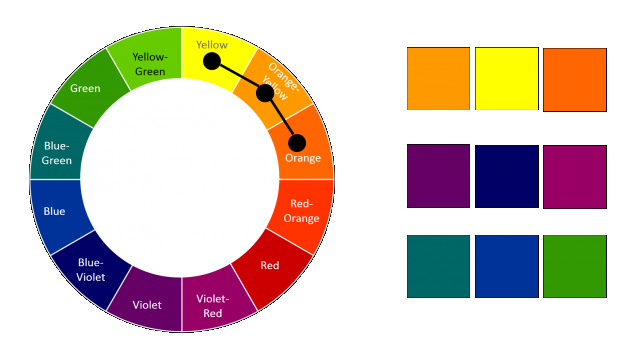 Yellow
Orange-
Yellow
Orange
Red-
Orange
Red
Violet-
Red
Violet
Blue-
Violet
Blue
Blue-
Green
Green
Yellow-
Green